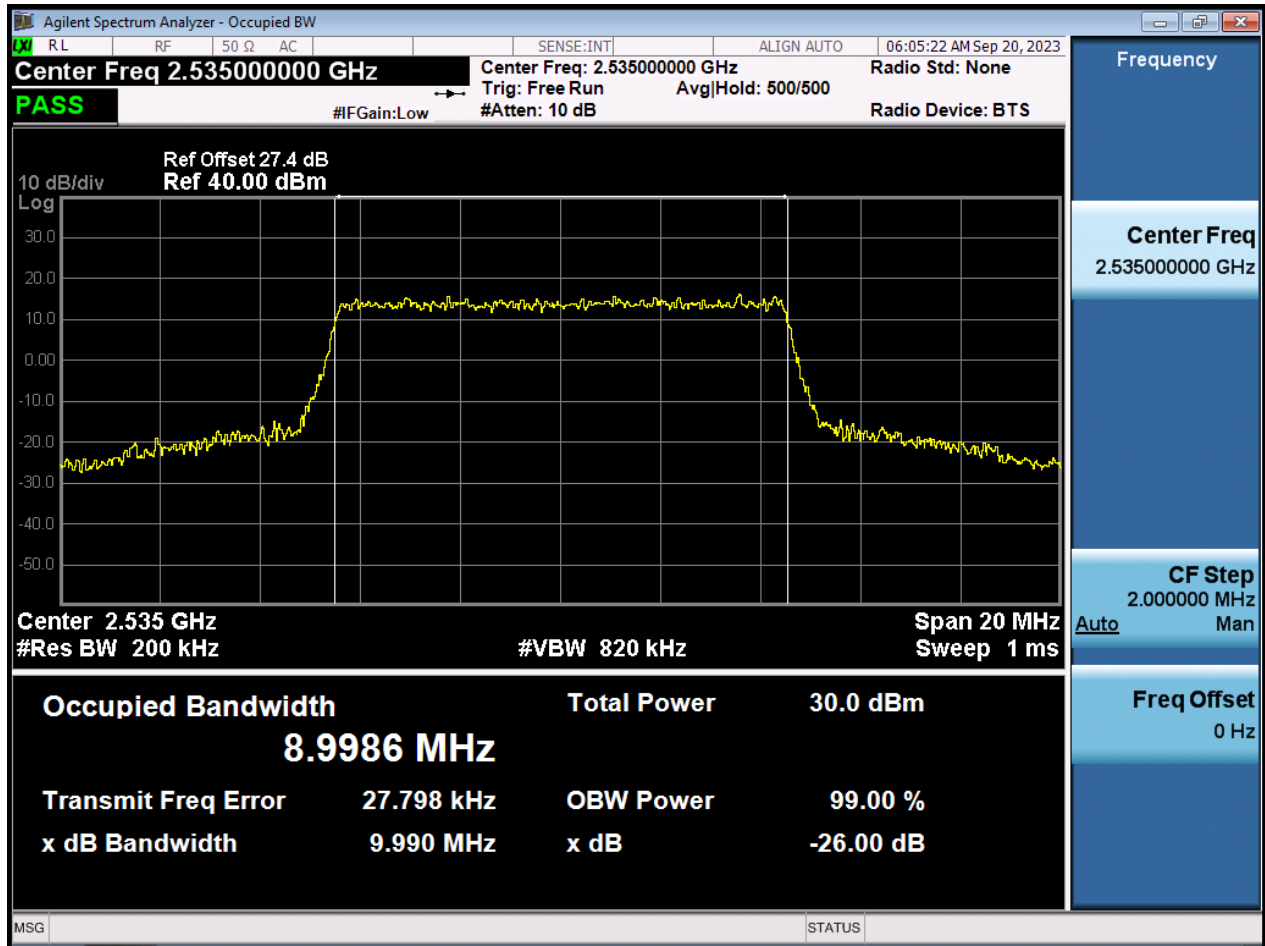 Agilent Spectrum Analyzer - Occupied BW
LXI RL RF 50 Ω AC SENSE:INT ALIGN AUTO 06:05:22 AM Sep 20, 2023
Center Freq 2.535000000 GHz
PASS
#IFGain:Low
Center Freq: 2.535000000 GHz
Trig: Free Run Avg|Hold: 500/500
#Atten: 10 dB
Radio Std: None
Radio Device: BTS
Ref Offset 27.4 dB
10 dB/div Ref 40.00 dBm
Log
30.0
20.0
10.0
0.00
-10.0
-20.0
-30.0
-40.0
-50.0
Center 2.535 GHz Span 20 MHz
#Res BW 200 kHz #VBW 820 kHz Sweep 1 ms
Occupied Bandwidth Total Power 30.0 dBm
8.9986 MHz
Transmit Freq Error 27.798 kHz OBW Power 99.00 %
x dB Bandwidth 9.990 MHz x dB -26.00 dB
MSG STATUS
Frequency
Center Freq
2.535000000 GHz
CF Step
2.000000 MHz
Auto Man
Freq Offset
0 Hz